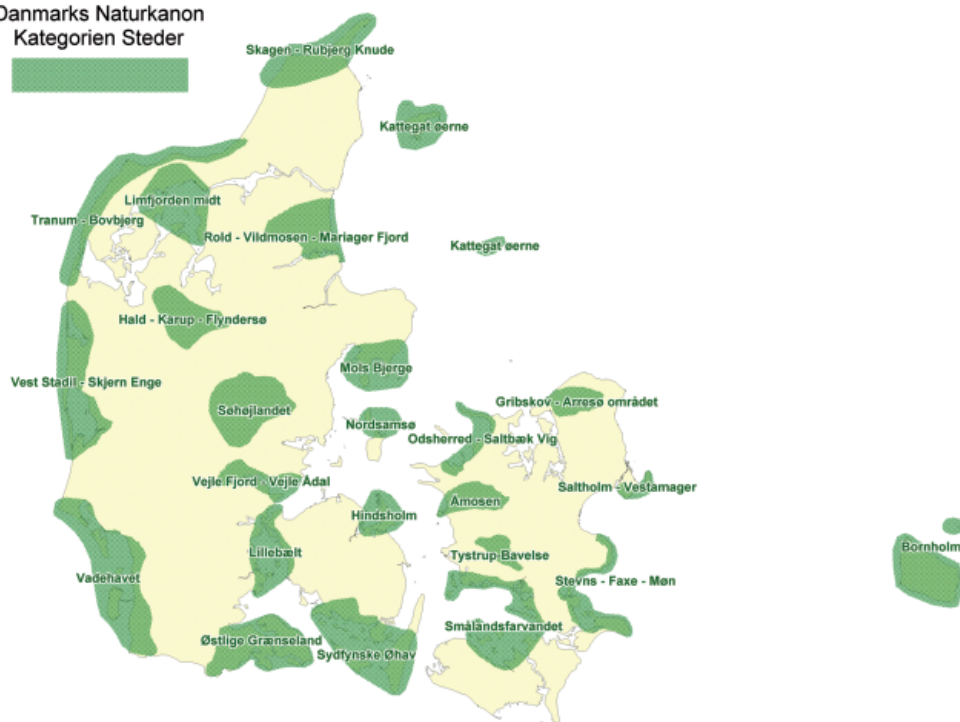 Danmarks Naturkanon
Kategorien Steder
Skagen - Rubjerg Knude
Kattegat øerne
Limfjorden midt
Tranum - Bovbjerg
Rold - Vildmosen - Mariager Fjord
Kattegat øerne
Hald - Karup - Flyndersø
Mols Bjerge
Vest Stadil - Skjern Enge
Gribskov - Arresø området
Søhøjlandet
Nordsamsø
Odsherred - Saltbæk Vig
Vejle Fjord - Vejle Ådal
Saltholm - Vestamager
Åmosen
Hindsholm
Bornholm
Lillebælt
Tystrup Bavelse
Vadehavet
Stevns - Faxe - Møn
Smålandsfarvandet
Østlige Grænseland
Sydfynske Øhav